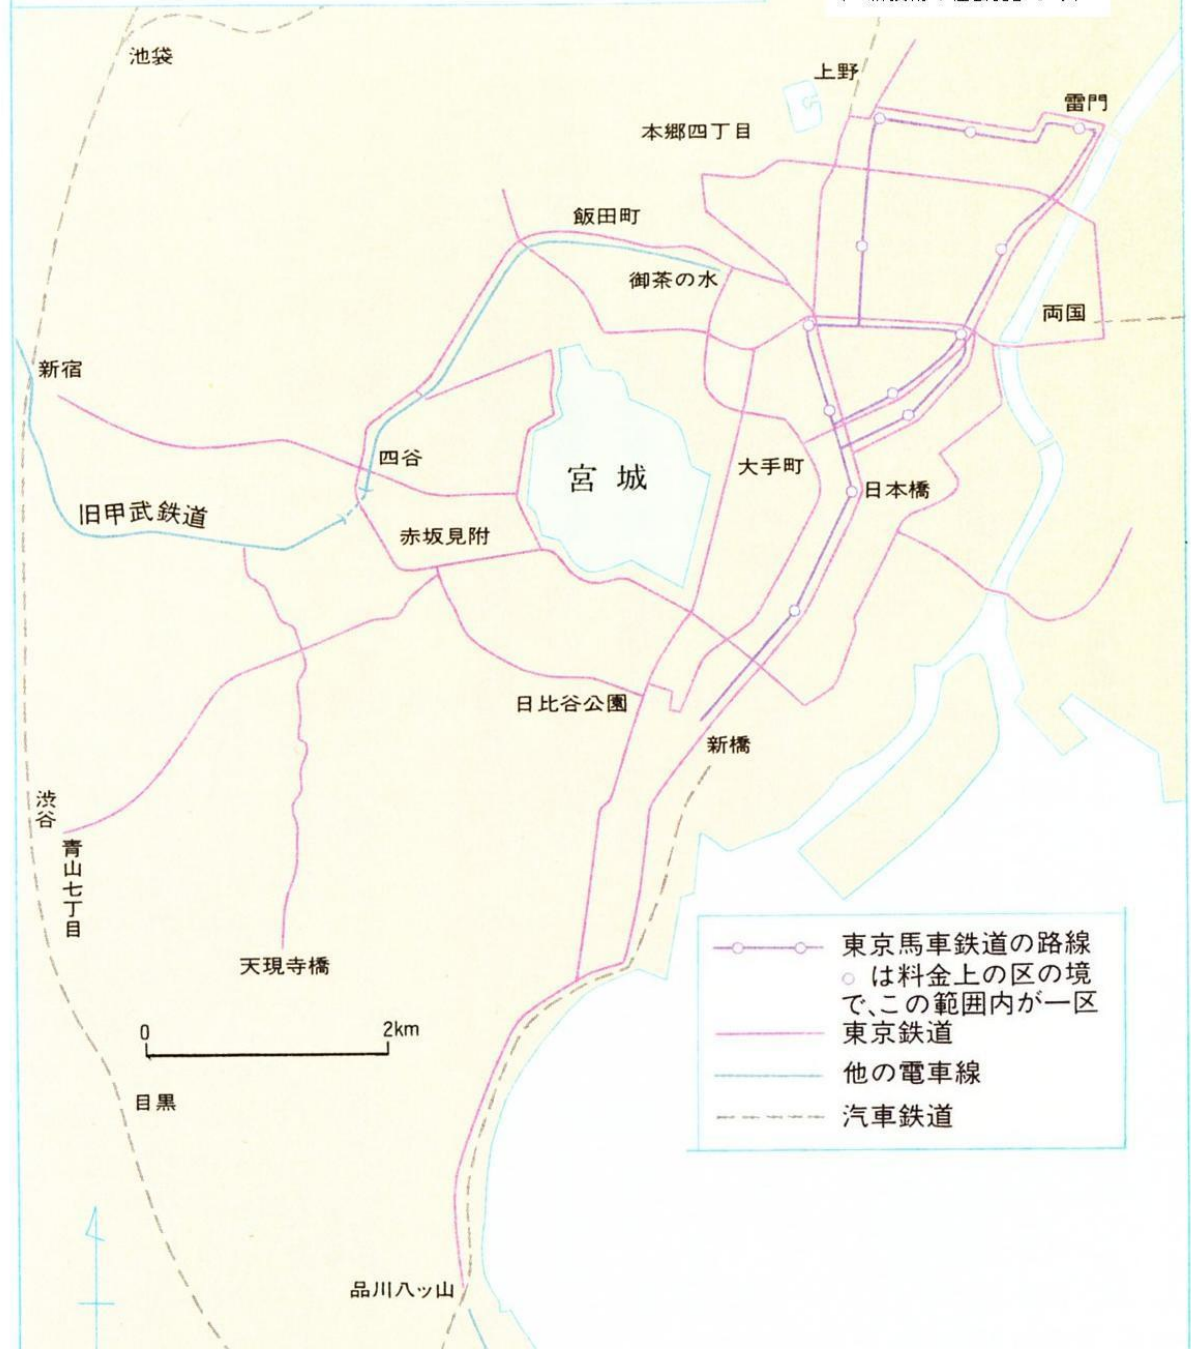 池袋
上野
雷門
本郷四丁目
飯田町
御茶の水
両国
新宿
四谷
宮城
大手町
日本橋
旧甲武鉄道
赤坂見附
日比谷公園
新橋
渋谷
青山七丁目
天現寺橋
東京馬車鉄道の路線
は料金上の区の境
で、この範囲内が一区
東京鉄道
他の電車線
汽車鉄道
0 2km
目黒
品川八ッ山